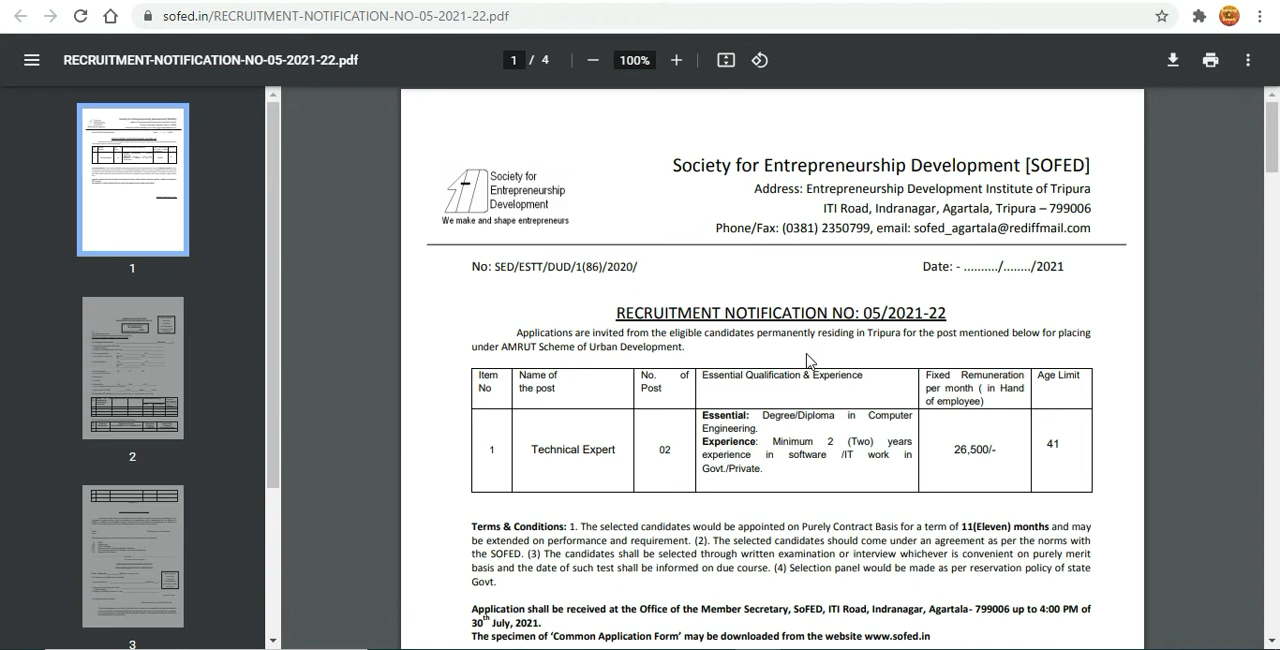 sofed.in/RECRUITMENT-NOTIFICATION-NO-05-2021-22.pdf
RECRUITMENT-NOTIFICATION-NO-05-2021-22.pdf
1 / 4
100%
1
2
3
Society for
Entrepreneurship
Development
We make and shape entrepreneurs
Society for Entrepreneurship Development [SOFED]
Address: Entrepreneurship Development Institute of Tripura
ITI Road, Indranagar, Agartala, Tripura – 799006
Phone/Fax: (0381) 2350799, email: sofed_agartala@rediffmail.com
No: SED/ESTT/DUD/1(86)/2020/
Date: - ........../......../2021
RECRUITMENT NOTIFICATION NO: 05/2021-22
Applications are invited from the eligible candidates permanently residing in Tripura for the post mentioned below for placing
under AMRUT Scheme of Urban Development.
Item
No
Name of
the post
No. of
Post
Essential Qualification & Experience
Fixed Remuneration
per month ( in Hand
of employee)
Age Limit
1
Technical Expert
02
Essential: Degree/Diploma in Computer
Engineering.
Experience: Minimum 2 (Two) years
experience in software /IT work in
Govt./Private.
26,500/-
41
Terms & Conditions: 1. The selected candidates would be appointed on Purely Contract Basis for a term of 11(Eleven) months and may
be extended on performance and requirement. (2). The selected candidates should come under an agreement as per the norms with
the SOFED. (3) The candidates shall be selected through written examination or interview whichever is convenient on purely merit
basis and the date of such test shall be informed on due course. (4) Selection panel would be made as per reservation policy of state
Govt.
Application shall be received at the Office of the Member Secretary, SoFED, ITI Road, Indranagar, Agartala- 799006 up to 4:00 PM of
30th July, 2021.
The specimen of ‘Common Application Form’ may be downloaded from the website www.sofed.in